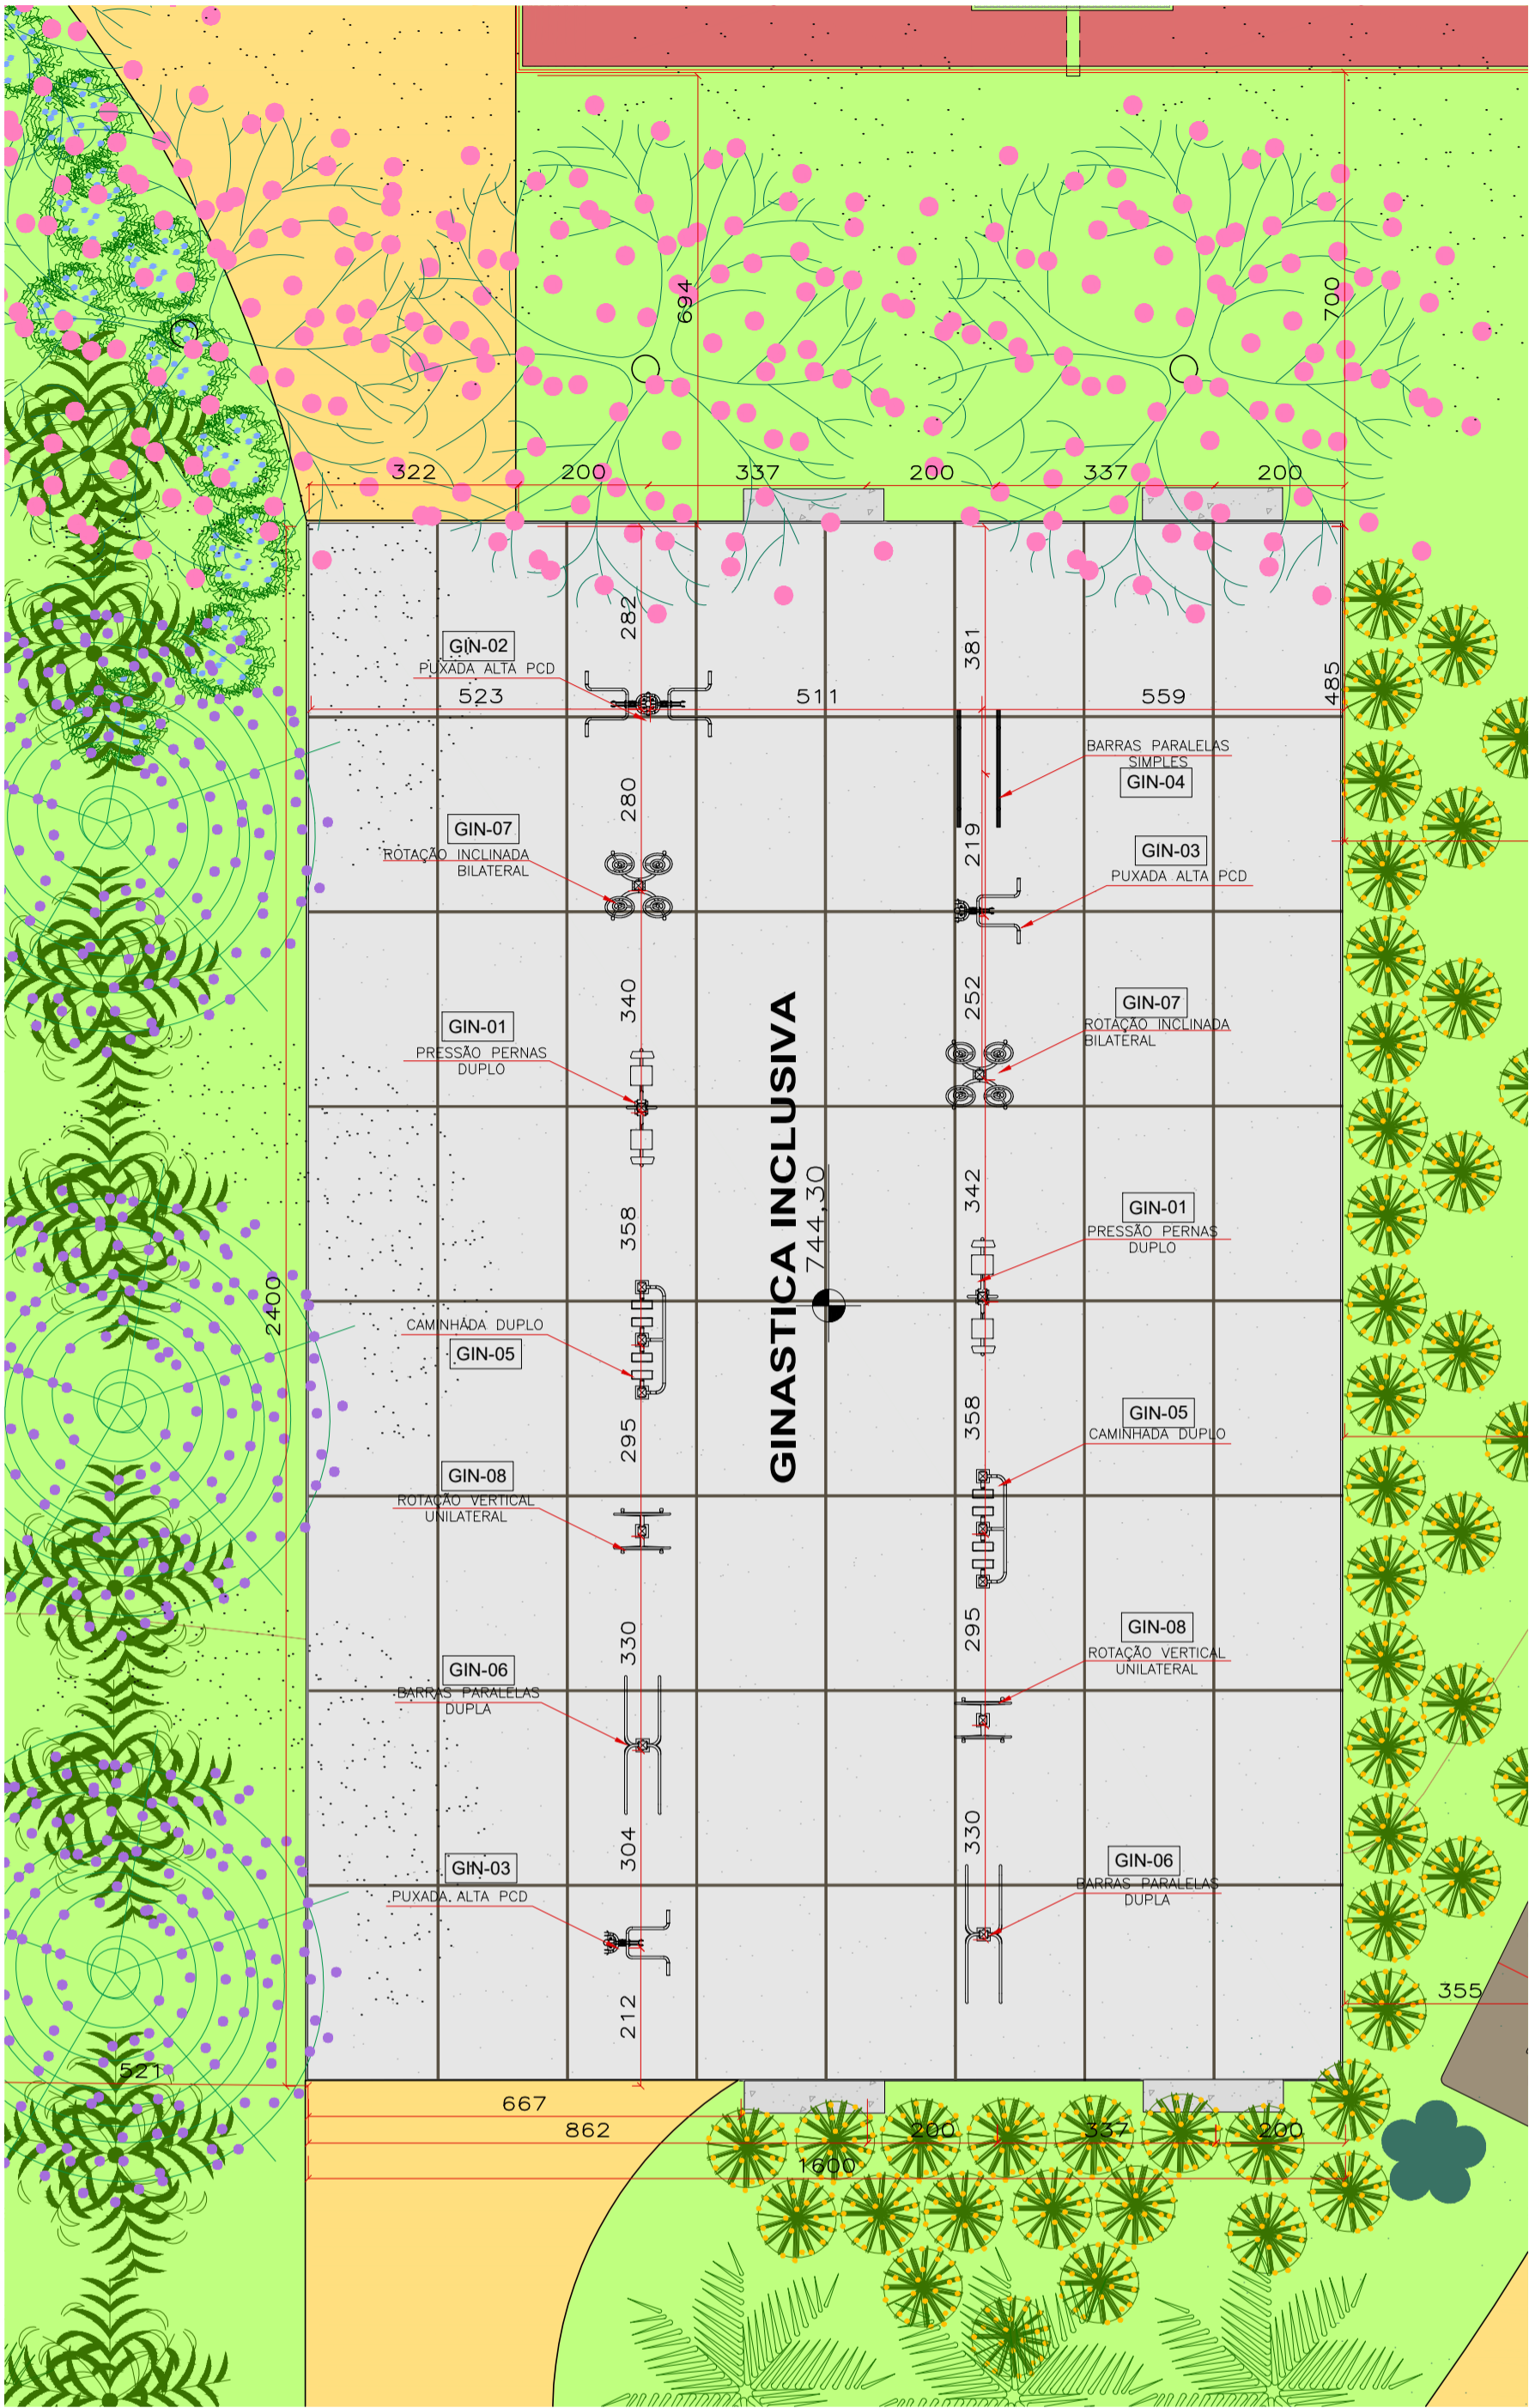 694
700
322
200
337
200
337
200
282
381
485
GIN-02
PUXADA ALTA PCD
523
511
559
BARRAS PARALELAS
SIMPLES
GIN-04
280
219
GIN-07
ROTAÇÃO INCLINADA
BILATERAL
GIN-03
PUXADA ALTA PCD
340
252
GIN-07
ROTAÇÃO INCLINADA
BILATERAL
GIN-01
PRESSÃO PERNAS
DUPLO
GINASTICA INCLUSIVA
744,30
358
342
GIN-01
PRESSÃO PERNAS
DUPLO
2400
CAMINHADA DUPLO
GIN-05
295
358
GIN-05
CAMINHADA DUPLO
GIN-08
ROTAÇÃO VERTICAL
UNILATERAL
330
295
GIN-08
ROTAÇÃO VERTICAL
UNILATERAL
GIN-06
BARRAS PARALELAS
DUPLA
304
330
GIN-06
BARRAS PARALELAS
DUPLA
GIN-03
PUXADA ALTA PCD
212
355
521
667
862
200
337
200
1600